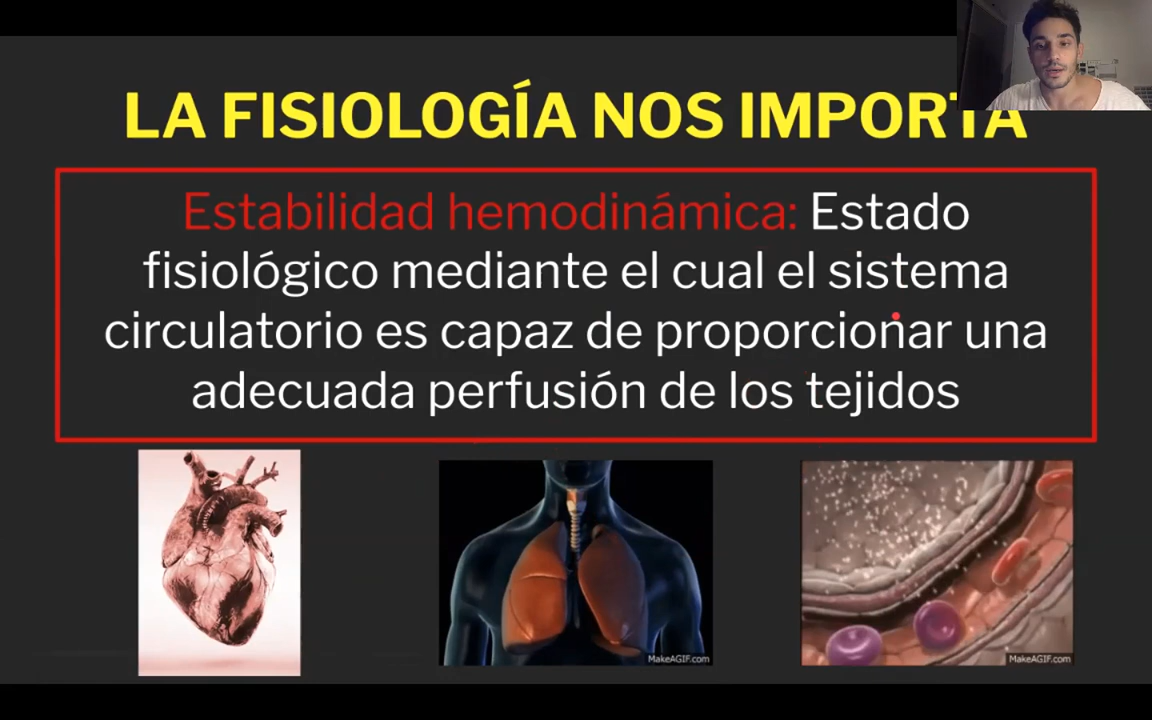 LA FISIOLOGÍA NOS IMPORTA
Estabilidad hemodinámica: Estado
fisiológico mediante el cual el sistema
circulatorio es capaz de proporcionar una
adecuada perfusión de los tejidos
MakeAGIF.com
MakeAGIF.com